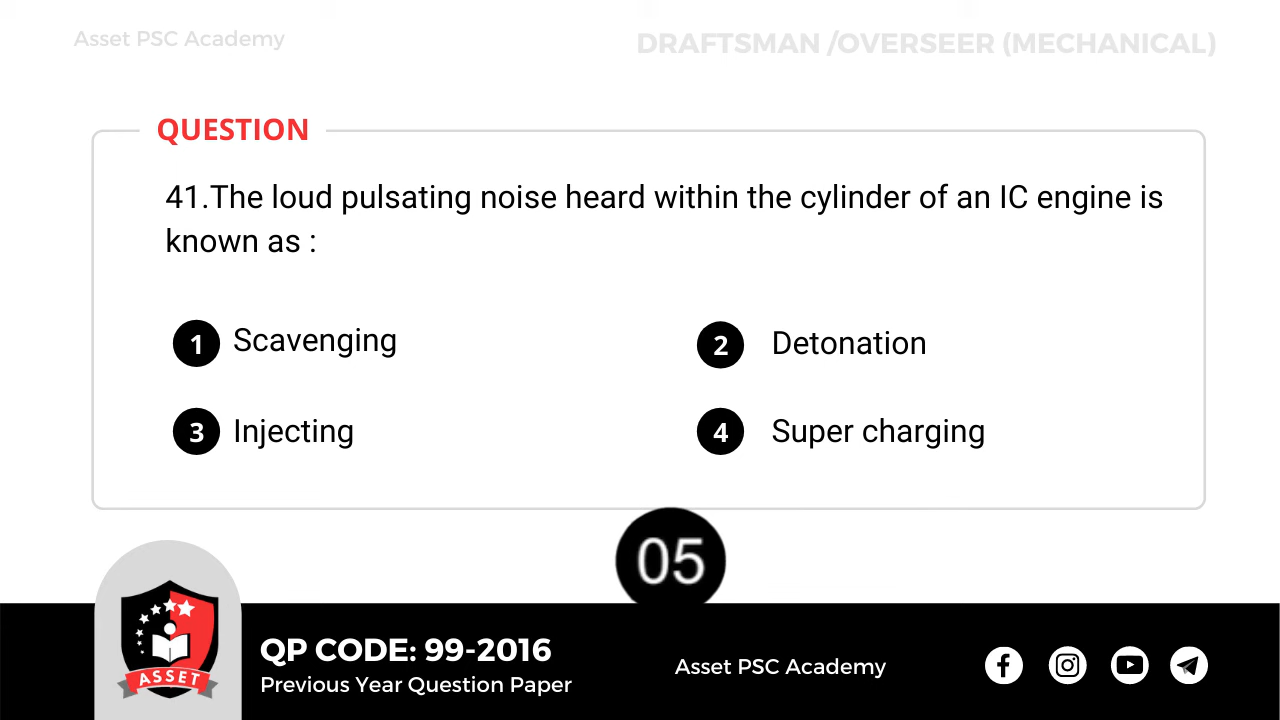 Asset PSC Academy
DRAFTSMAN /OVERSEER (MECHANICAL)
QUESTION
41.The loud pulsating noise heard within the cylinder of an IC engine is
known as :
1 Scavenging
2 Detonation
3 Injecting
4 Super charging
05
ASSET
QP CODE: 99-2016
Previous Year Question Paper
Asset PSC Academy